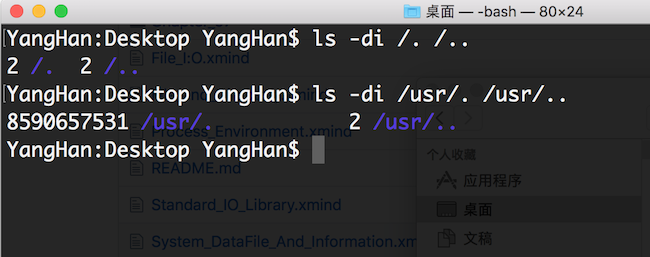 桌面 — -bash — 80×24
YangHan:Desktop YangHan$ ls -di /. /..
File_I:O.xmind
2 /.  2 /..
YangHan:Desktop YangHan$ ls -di /usr/. /usr/..
8590657531 /usr/.            2 /usr/..
Process_Environment.xmind
个人收藏
YangHan:Desktop YangHan$
README.md
应用程序
Standard_IO_Library.xmind
桌面
System_DataFile_And_Information.xm
文稿